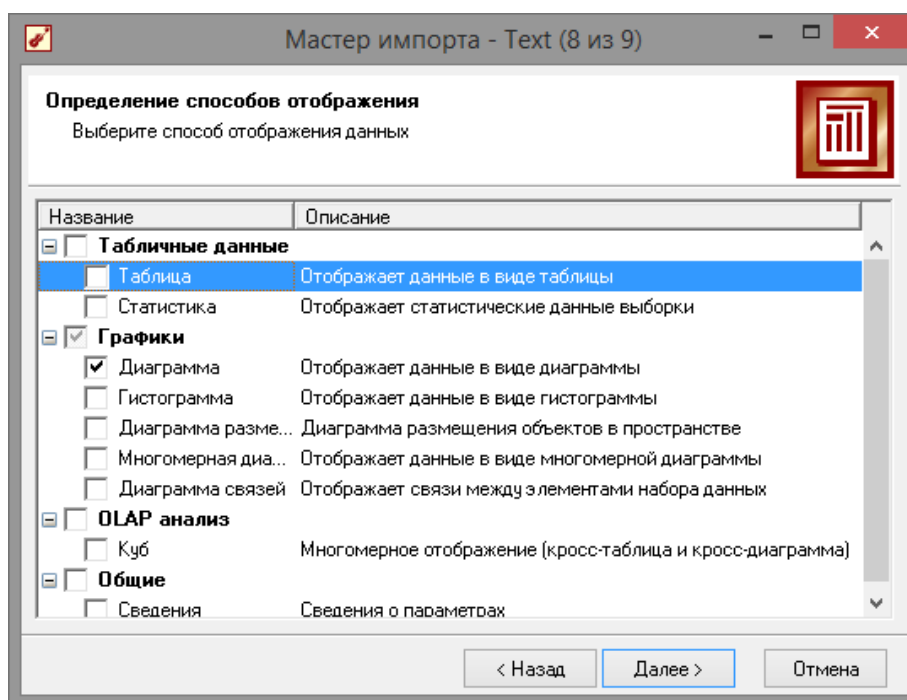 Мастер импорта - Text (8 из 9)
Определение способов отображения
Выберите способ отображения данных
Название Описание
Табличные данные
Таблица Отображает данные в виде таблицы
Статистика Отображает статистические данные выборки
Графики
Диаграмма Отображает данные в виде диаграммы
Гистограмма Отображает данные в виде гистограммы
Диаграмма разме... Диаграмма размещения объектов в пространстве
Многомерная диа... Отображает данные в виде многомерной диаграммы
Диаграмма связей Отображает связи между элементами набора данных
OLAP анализ
Куб Многомерное отображение (кросс-таблица и кросс-диаграмма)
Общие
Сведения Сведения о параметрах
< Назад Далее > Отмена